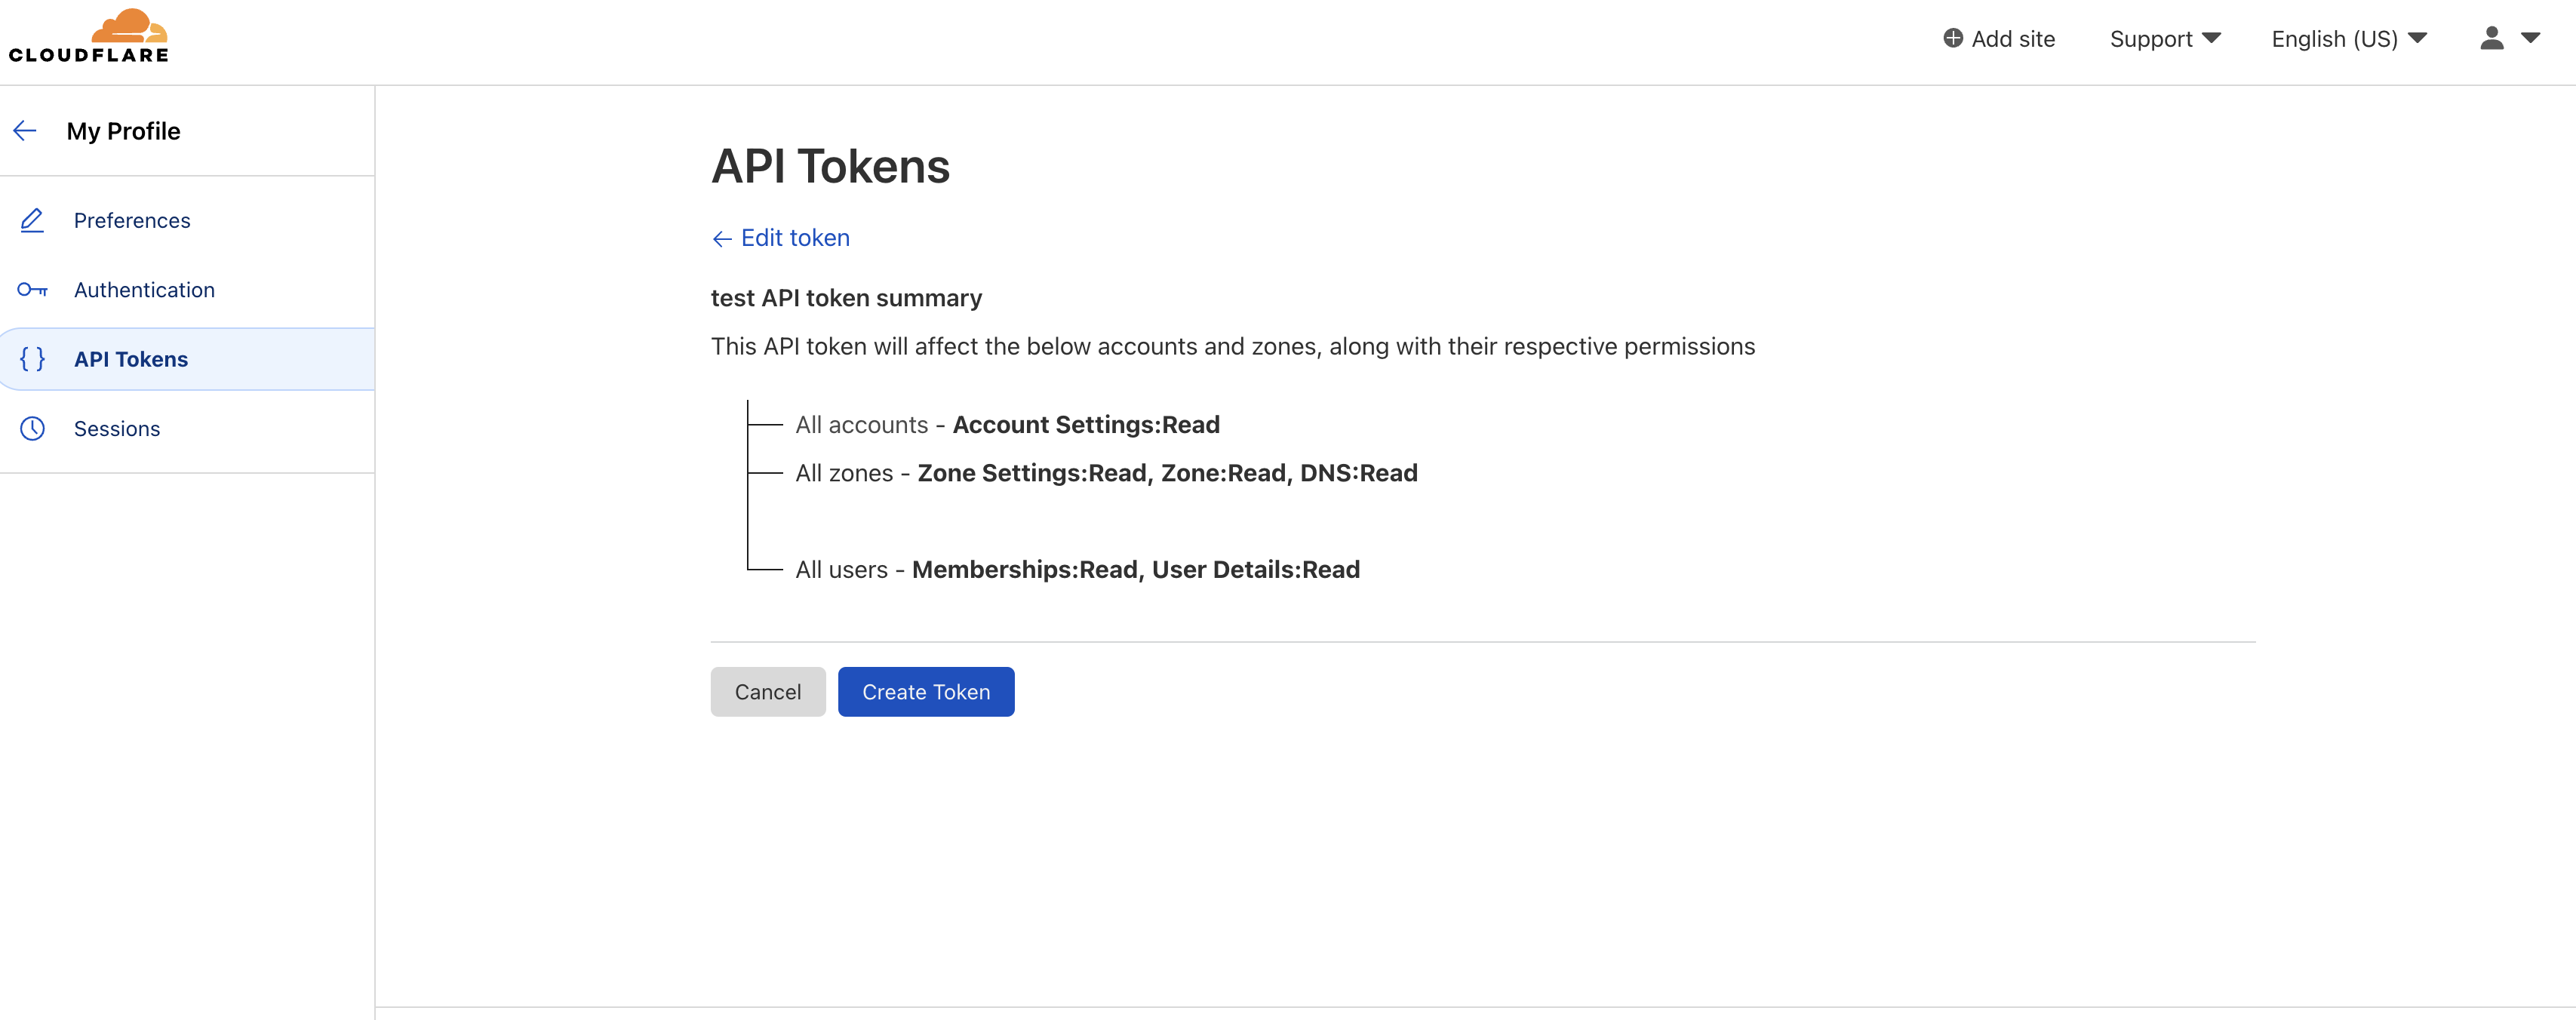 CLOUDFLARE
Add site
Support
English (US)
My Profile
Preferences
Authentication
{ } API Tokens
Sessions
API Tokens
← Edit token
test API token summary
This API token will affect the below accounts and zones, along with their respective permissions
All accounts - Account Settings:Read
All zones - Zone Settings:Read, Zone:Read, DNS:Read
All users - Memberships:Read, User Details:Read
Cancel
Create Token